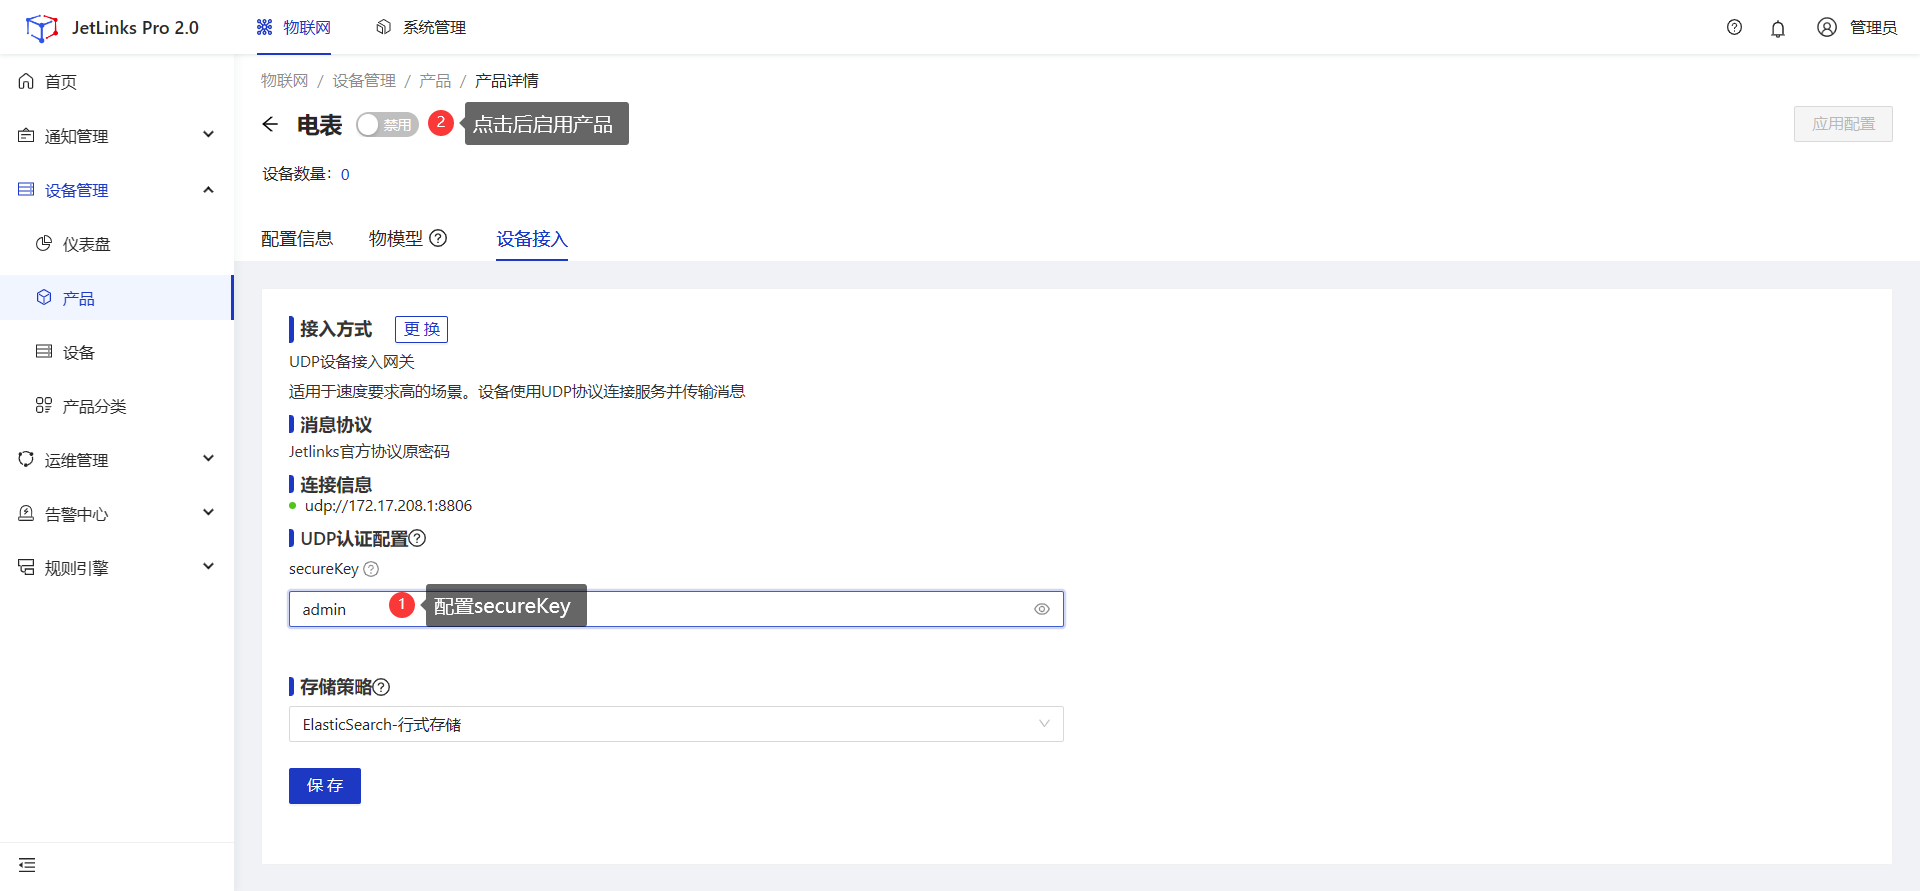 JetLinks Pro 2.0
物联网
系统管理
管理员
首页
通知管理
设备管理
仪表盘
产品
设备
产品分类
运维管理
告警中心
规则引擎
物联网 / 设备管理 / 产品 / 产品详情
电表 禁用 2 点击后启用产品
应用配置
设备数量: 0
配置信息
物模型
设备接入
接入方式 更换
UDP设备接入网关
适用于速度要求高的场景。设备使用UDP协议连接服务并传输消息
消息协议
Jetlinks官方协议原密码
连接信息
udp://172.17.208.1:8806
UDP认证配置
secureKey
admin 1 配置secureKey
存储策略
ElasticSearch-行式存储
保存